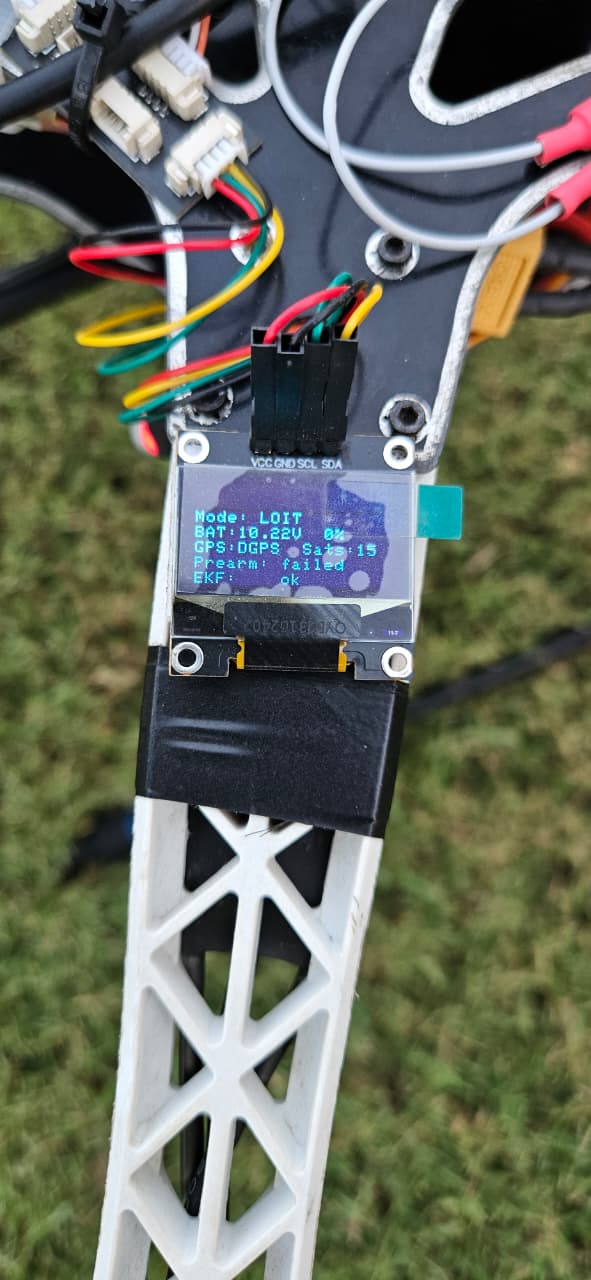 VCC GND SCL SDA
Mode: LOIT
BAT:10.22V 0%
GPS:DGPS Sats:15
Prearm: failed
EKF: ok